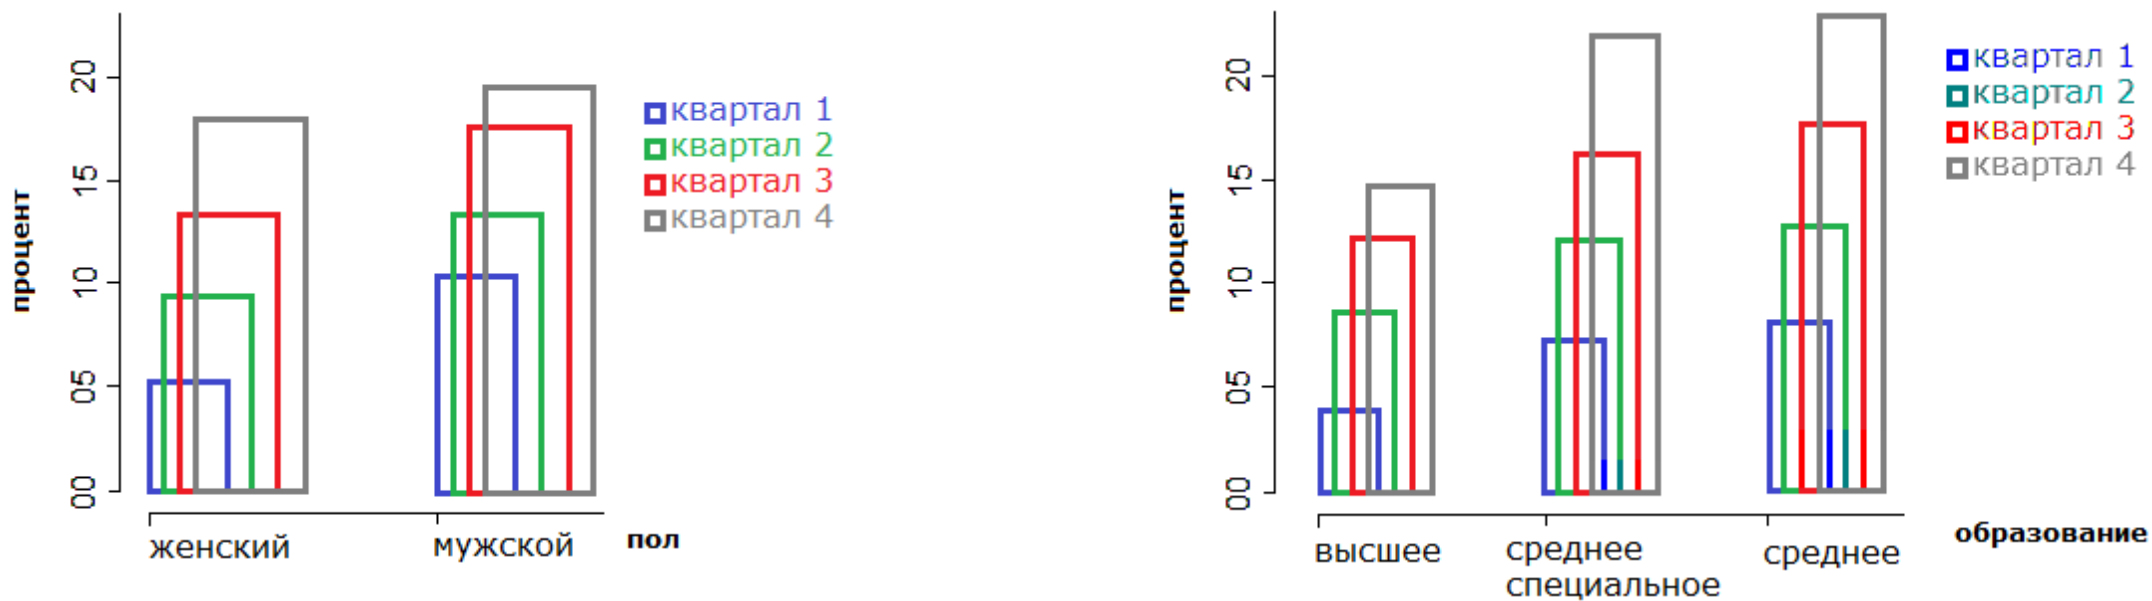 процент
20
15
10
05
00
женский
мужской
пол
квартал 1
квартал 2
квартал 3
квартал 4
процент
20
15
10
05
00
высшее
среднее
специальное
среднее
образование
квартал 1
квартал 2
квартал 3
квартал 4